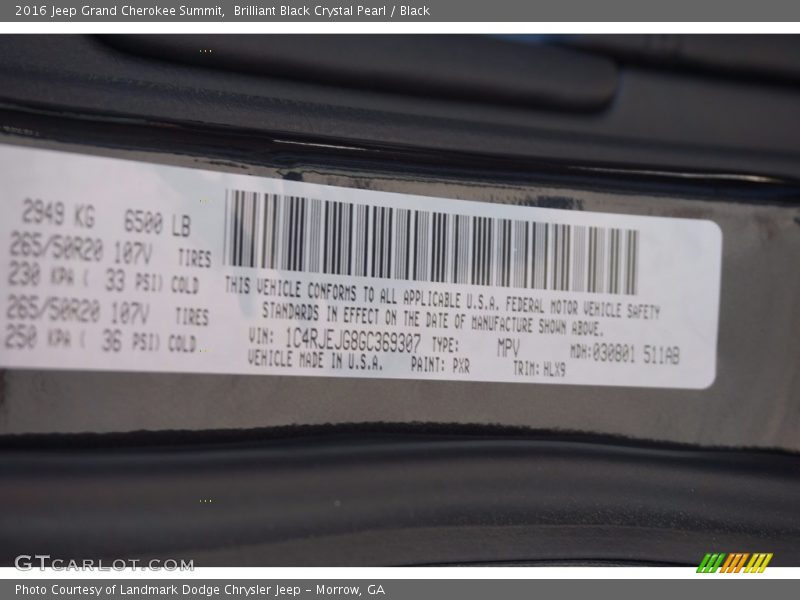 2016 Jeep Grand Cherokee Summit,  Brilliant Black Crystal Pearl / Black
2949 KG 6500 LB
265/50R20 107V TIRES
230 KPA ( 33 PSI) COLD
265/50R20 107V TIRES
250 KPA ( 36 PSI) COLD
THIS VEHICLE CONFORMS TO ALL APPLICABLE U.S.A. FEDERAL MOTOR VEHICLE SAFETY
STANDARDS IN EFFECT ON THE DATE OF MANUFACTURE SHOWN ABOVE.
VIN: 1C4RJEJG8GC369307 TYPE: MPV MDH:030801 511AB
VEHICLE MADE IN U.S.A. PAINT: PXR TRIM: HLX9
GTCARLOT.COM
Photo Courtesy of Landmark Dodge Chrysler Jeep – Morrow, GA